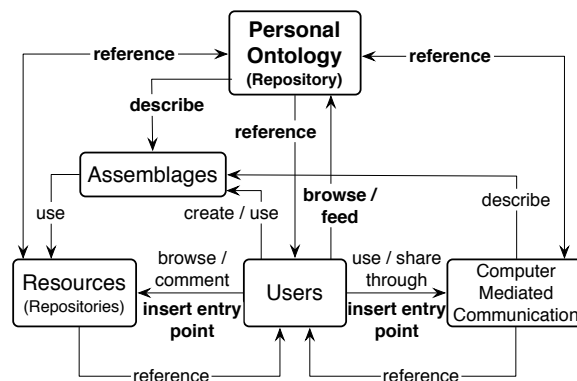 Personal
Ontology
(Repository)
reference
reference
describe
reference
Assemblages
browse /
feed
use
create / use
describe
browse /
comment
use / share
through
Resources
(Repositories)
Users
Computer
Mediated
Communication
insert entry
point
insert entry
point
reference
reference